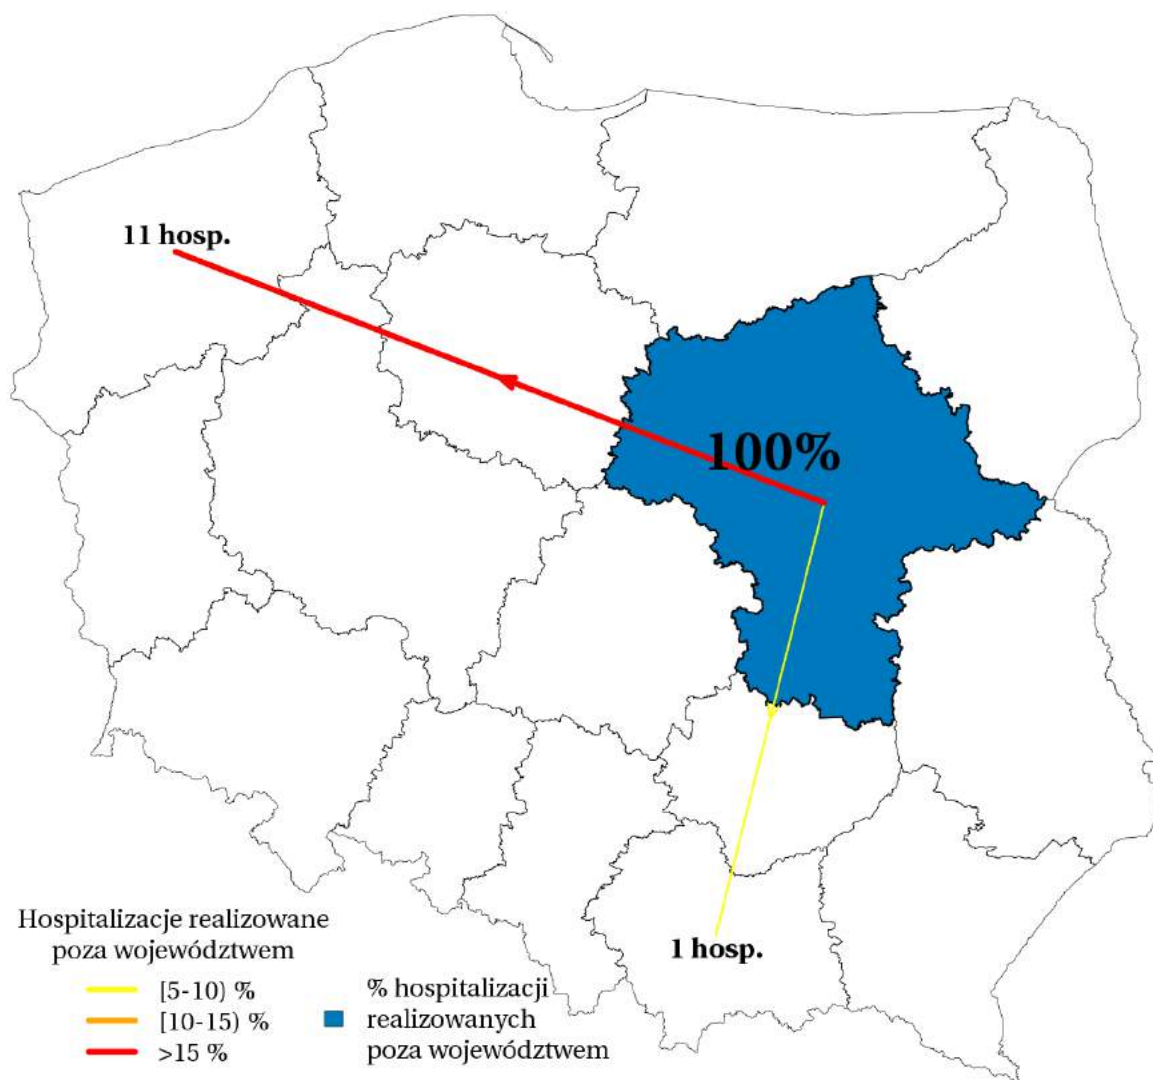 11 hosp.
100%
1 hosp.
Hospitalizacje realizowane
poza województwem
[5-10) %
[10-15) %
>15 %
% hospitalizacji
realizowanych
poza województwem